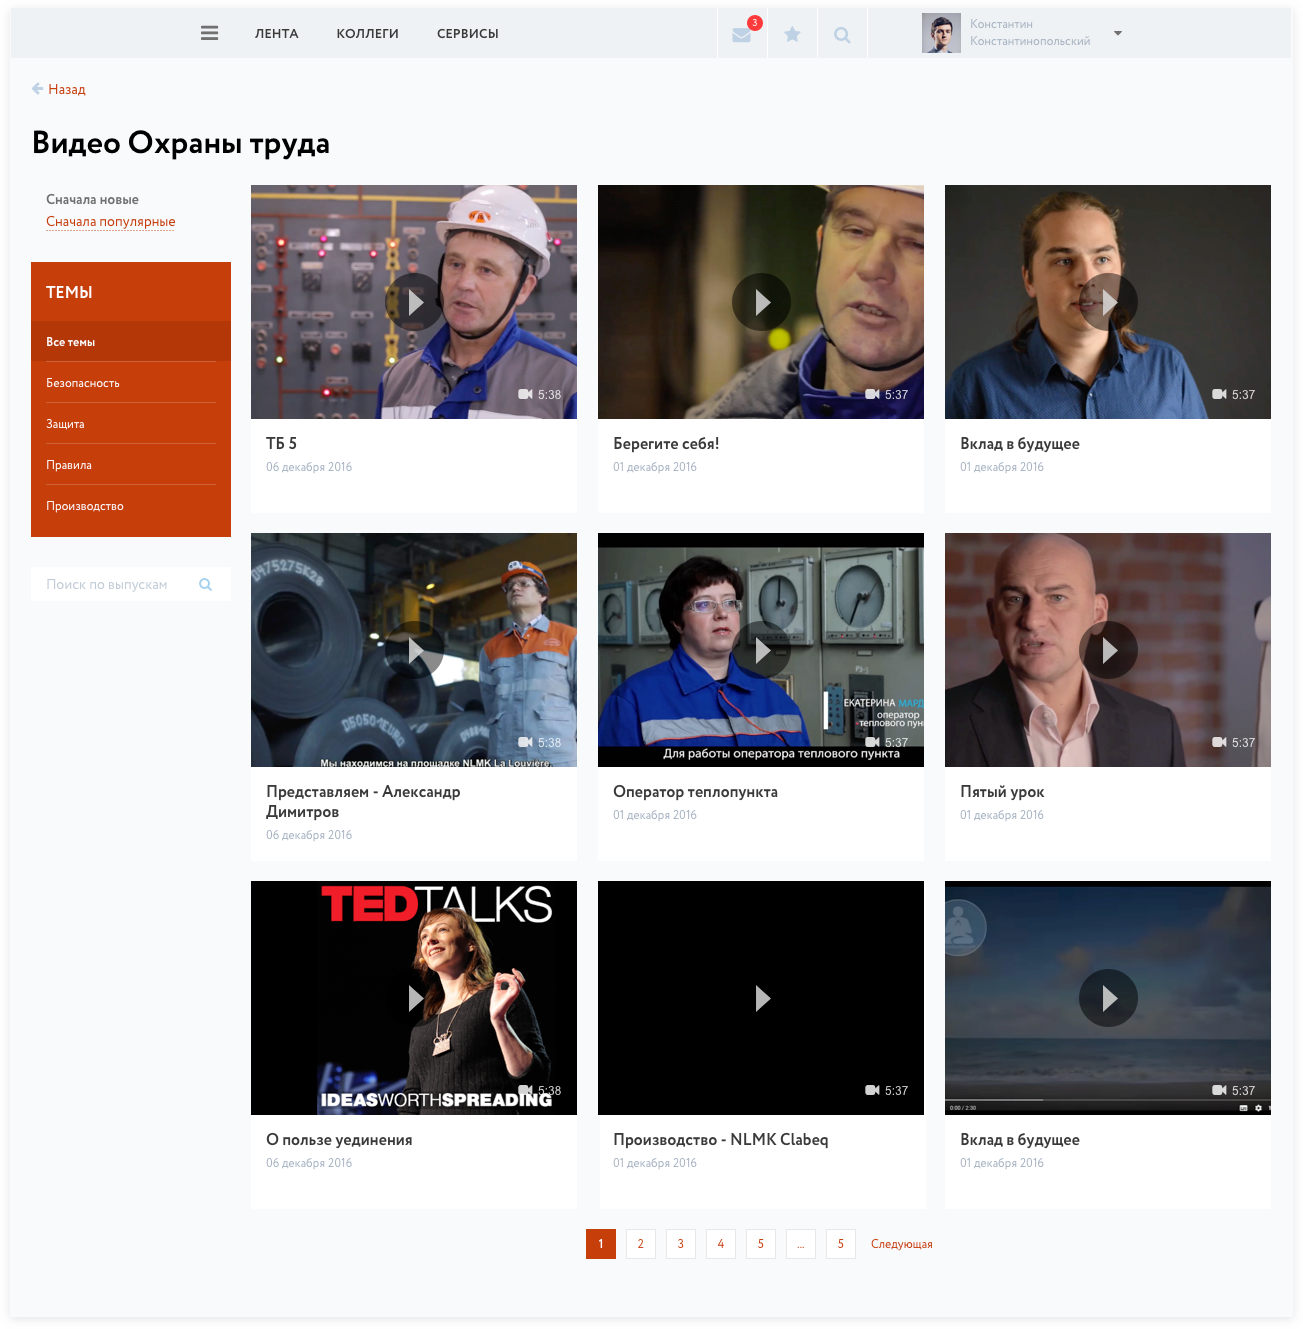 ЛЕНТА КОЛЛЕГИ СЕРВИСЫ 3 Константин
Константинопольский
Назад
Видео Охраны труда
Сначала новые
Сначала популярные
ТЕМЫ
Все темы
Безопасность
Защита
Правила
Производство
Поиск по выпускам
5:38
5:37
5:37
ТБ 5
06 декабря 2016
Берегите себя!
01 декабря 2016
Вклад в будущее
01 декабря 2016
Мы находимся на площадке NLMK La Louvière.
5:38
ЕКАТЕРИНА МАРД
оператор
теплового пун
5:37
Для работы оператора теплового пункта
5:37
Представляем - Александр
Димитров
06 декабря 2016
Оператор теплопункта
01 декабря 2016
Пятый урок
01 декабря 2016
TEDTALKS
5:38
IDEASWORTHSPREADING
5:37
5:37
0:00 / 2:30
О пользе уединения
06 декабря 2016
Производство - NLMK Clabeq
01 декабря 2016
Вклад в будущее
01 декабря 2016
1 2 3 4 5 ... 5 Следующая